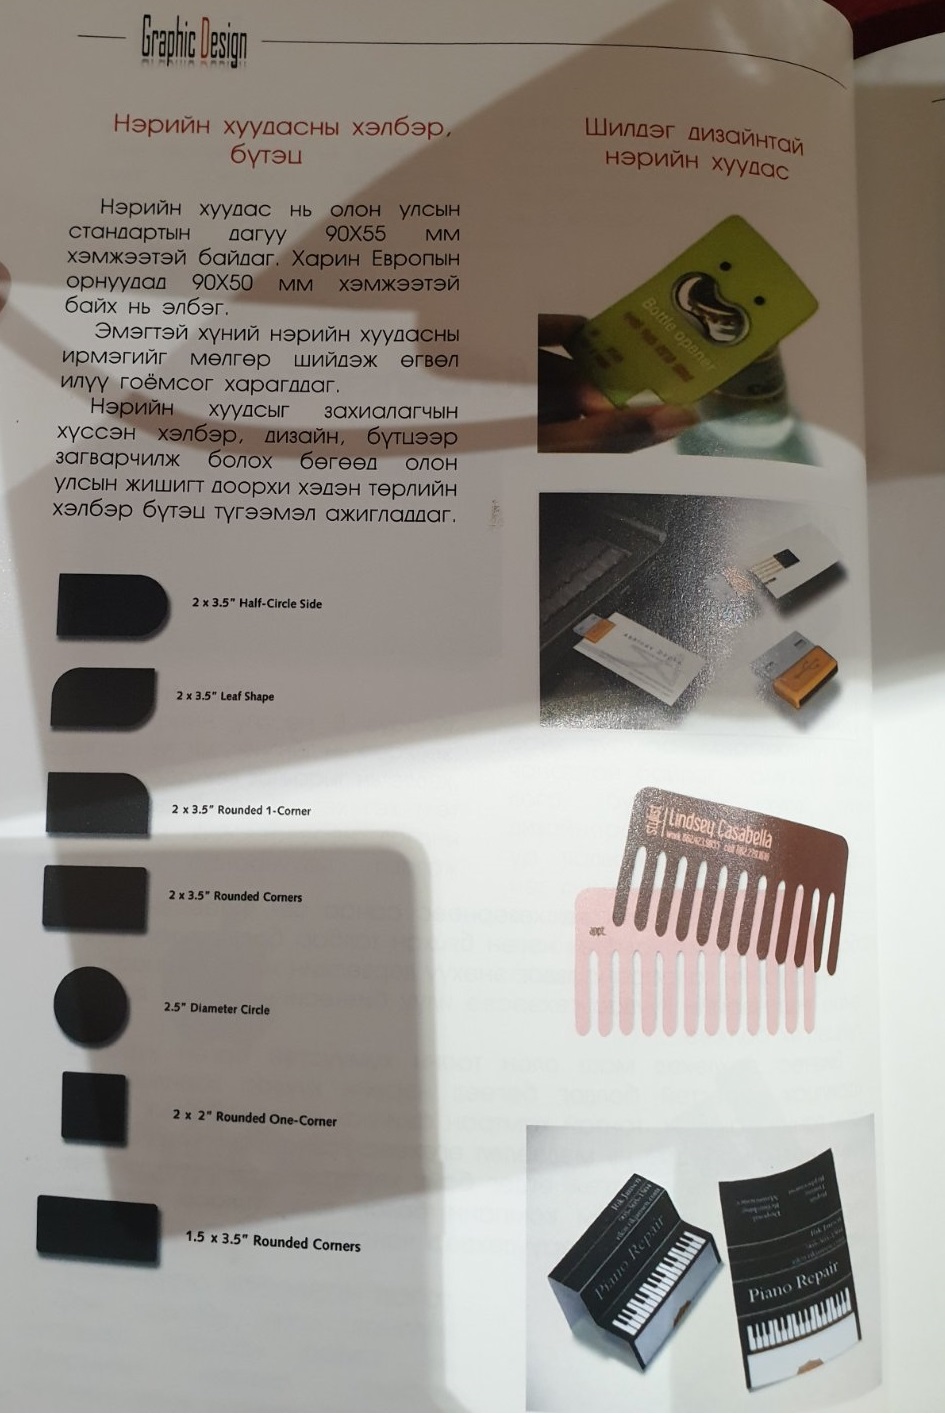 Graphic Design
Нэрийн хуудасны хэлбэр,
бүтэц
Нэрийн хуудас нь олон улсын
стандартын дагуу 90X55 мм
хэмжээтэй байдаг. Харин Европын
орнуудад 90X50 мм хэмжээтэй
байх нь элбэг.
Эмэгтэй хүний нэрийн хуудасны
ирмэгийг мөлгөр шийдэж өгвөл
илүү гоёмсог харагддаг.
Нэрийн хуудсыг захиалагчын
хүссэн хэлбэр, дизайн, бүтцээр
загварчилж болох бөгөөд олон
улсын жишигт доорхи хэдэн төрлийн
хэлбэр бүтэц түгээмэл ажигладдаг.
2 x 3.5" Half-Circle Side
2 x 3.5" Leaf Shape
2 x 3.5" Rounded 1-Corner
2 x 3.5" Rounded Corners
2.5" Diameter Circle
2 x 2" Rounded One-Corner
1.5 x 3.5" Rounded Corners
Шилдэг дизайнтай
нэрийн хуудас
Bottle opener
stylist
Lindsey Casabella
appt.
Piano Repair
Piano Repair